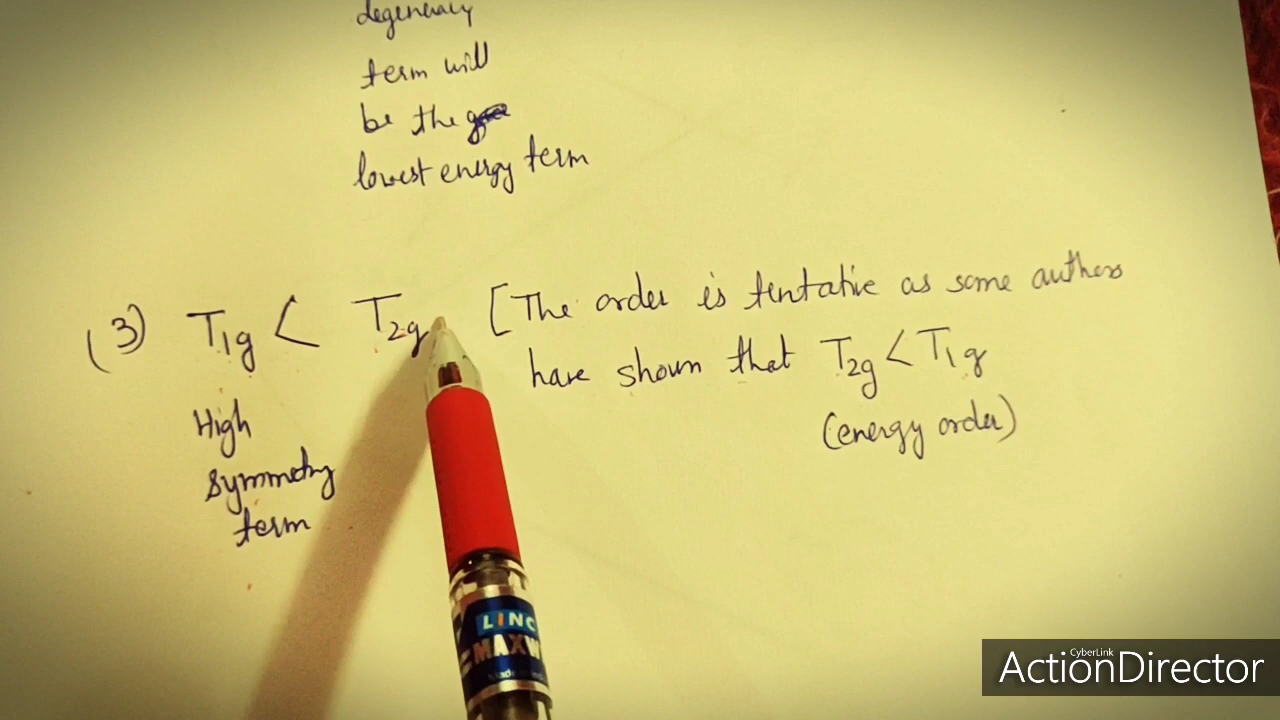 degeneracy
term will
be the
lowest energy term
(3) T1g < T2g [The order is tentative as some authors
have shown that T2g < T1g
(energy order)
High
symmetry
term
LINC
MAXW
CyberLink
ActionDirector